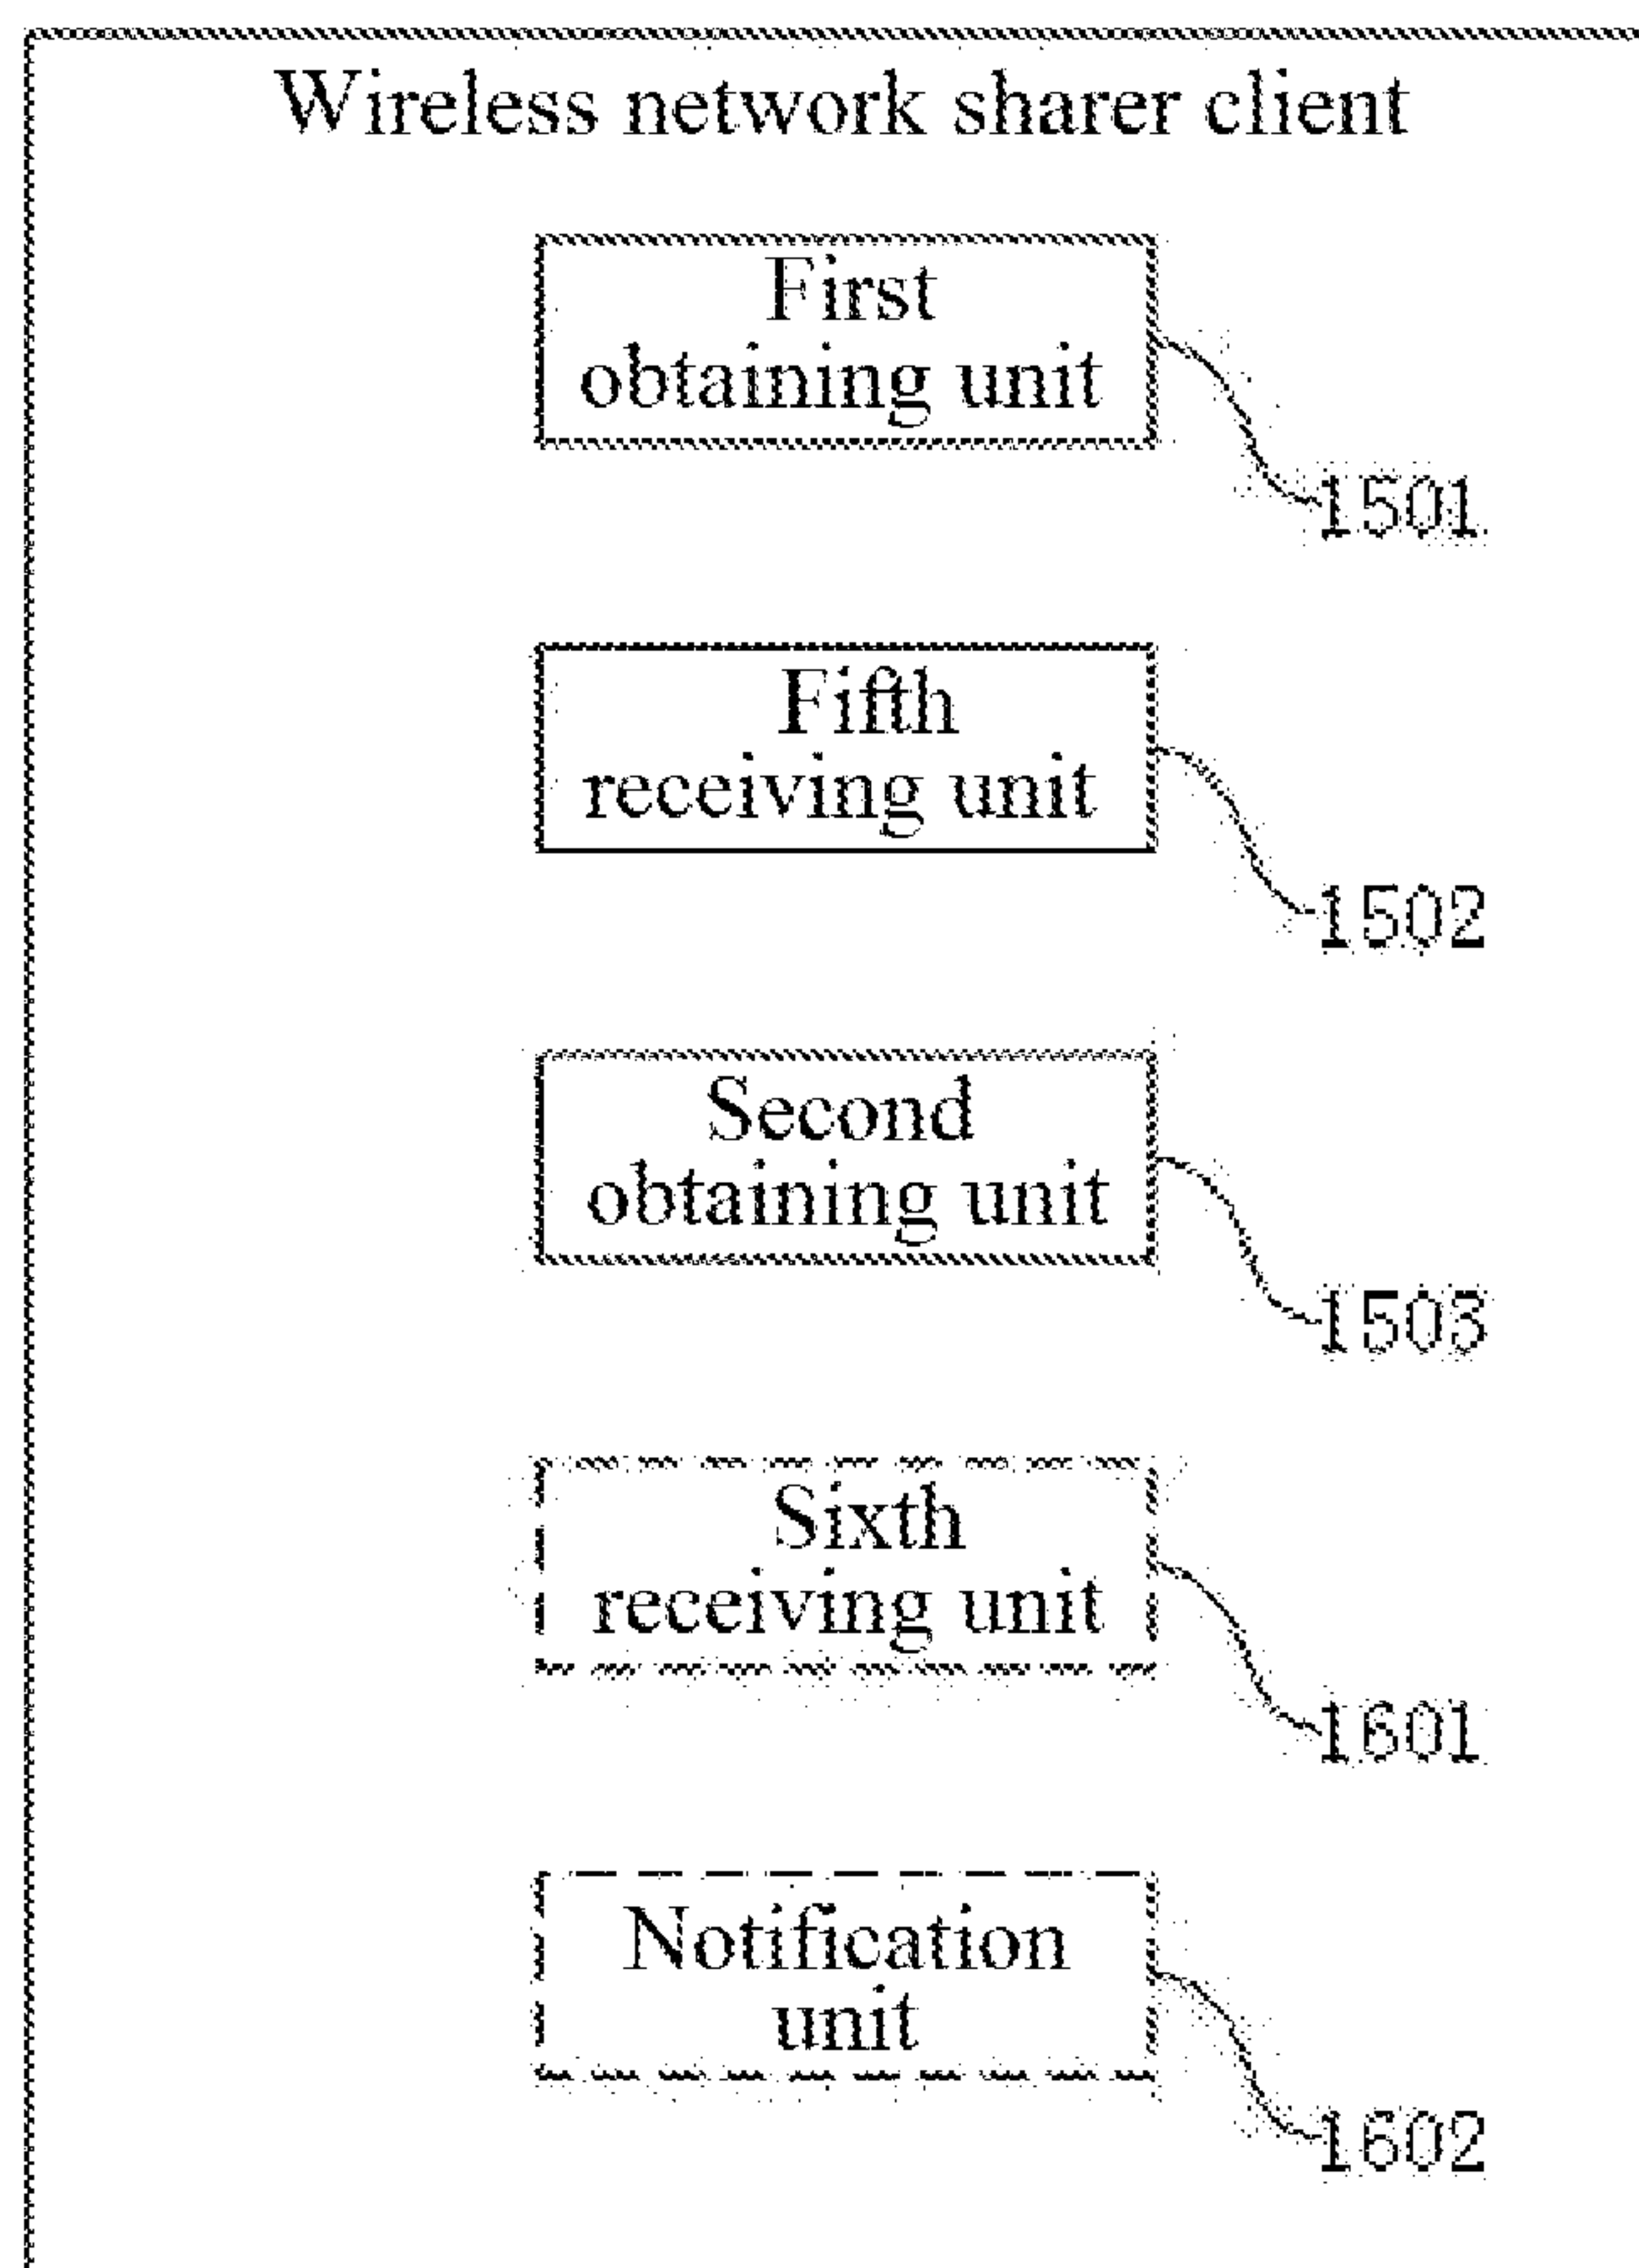 Wireless network sharer client
First
obtaining unit
1501
Fifth
receiving unit
1502
Second
obtaining unit
1503
Sixth
receiving unit
1601
Notification
unit
1602